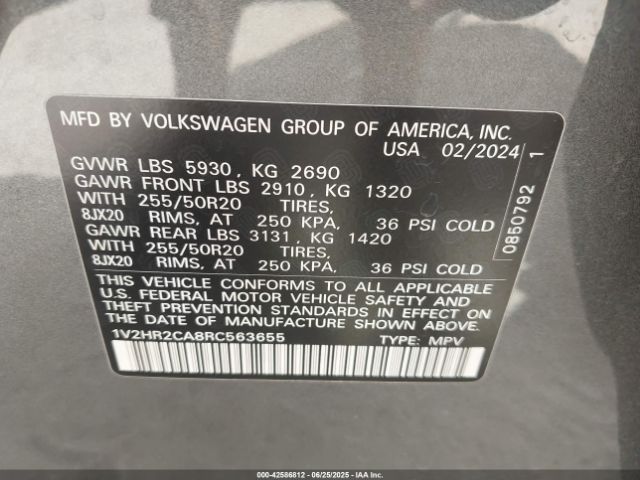 MFD BY VOLKSWAGEN GROUP OF AMERICA, INC.
USA 02/2024
GVWR LBS 5930, KG 2690
GAWR FRONT LBS 2910, KG 1320
WITH 255/50R20 TIRES,
8JX20 RIMS, AT 250 KPA, 36 PSI COLD
GAWR REAR LBS 3131, KG 1420
WITH 255/50R20 TIRES,
8JX20 RIMS, AT 250 KPA, 36 PSI COLD
THIS VEHICLE CONFORMS TO ALL APPLICABLE
U.S. FEDERAL MOTOR VEHICLE SAFETY AND
THEFT PREVENTION STANDARDS IN EFFECT ON
THE DATE OF MANUFACTURE SHOWN ABOVE.
1V2HR2CA8RC563655 TYPE: MPV
0850792 1
000-42586812 - 06/25/2025 - IAAI.COM